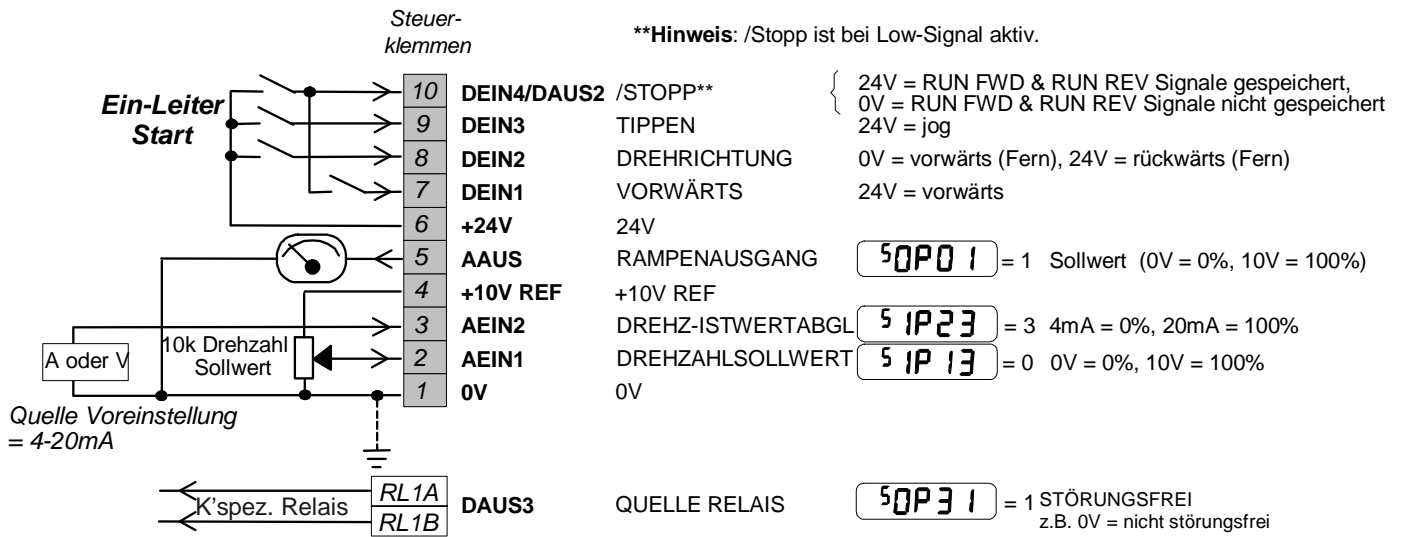 Steuer-
klemmen
**Hinweis: /Stopp ist bei Low-Signal aktiv.
Ein-Leiter
Start
10 DEIN4/DAUS2 /STOPP** 24V = RUN FWD & RUN REV Signale gespeichert,
0V = RUN FWD & RUN REV Signale nicht gespeichert
9 DEIN3 TIPPEN 24V = jog
8 DEIN2 DREHRICHTUNG 0V = vorwärts (Fern), 24V = rückwärts (Fern)
7 DEIN1 VORWÄRTS 24V = vorwärts
6 +24V 24V
5 AAUS RAMPENAUSGANG SOP01 = 1 Sollwert (0V = 0%, 10V = 100%)
4 +10V REF +10V REF
3 AEIN2 DREHZ-ISTWERTABGL SIP23 = 3 4mA = 0%, 20mA = 100%
A oder V
10k Drehzahl
Sollwert
2 AEIN1 DREHZAHLSOLLWERT SIP13 = 0 0V = 0%, 10V = 100%
1 0V 0V
Quelle Voreinstellung
= 4-20mA
K'spez. Relais
RL1A
RL1B
DAUS3 QUELLE RELAIS SOP31 = 1 STÖRUNGSFREI
z.B. 0V = nicht störungsfrei